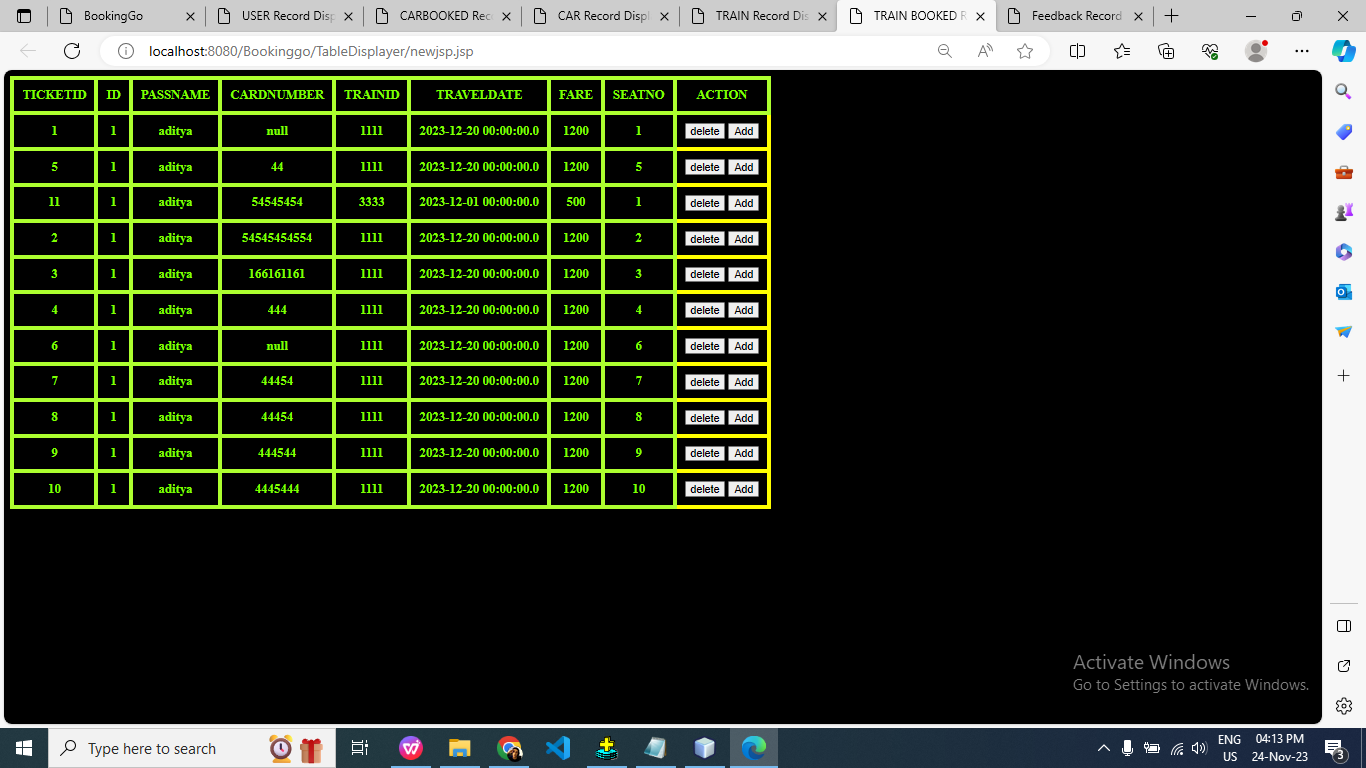 BookingGo
USER Record Disp
CARBOOKED Rec
CAR Record Displ
TRAIN Record Dis
TRAIN BOOKED R
Feedback Record
localhost:8080/Bookinggo/TableDisplayer/newjsp.jsp
TICKETID ID PASSNAME CARDNUMBER TRAINID TRAVELDATE FARE SEATNO ACTION
1 1 aditya null 1111 2023-12-20 00:00:00.0 1200 1 delete Add
5 1 aditya 44 1111 2023-12-20 00:00:00.0 1200 5 delete Add
11 1 aditya 54545454 3333 2023-12-01 00:00:00.0 500 1 delete Add
2 1 aditya 54545454554 1111 2023-12-20 00:00:00.0 1200 2 delete Add
3 1 aditya 166161161 1111 2023-12-20 00:00:00.0 1200 3 delete Add
4 1 aditya 444 1111 2023-12-20 00:00:00.0 1200 4 delete Add
6 1 aditya null 1111 2023-12-20 00:00:00.0 1200 6 delete Add
7 1 aditya 44454 1111 2023-12-20 00:00:00.0 1200 7 delete Add
8 1 aditya 44454 1111 2023-12-20 00:00:00.0 1200 8 delete Add
9 1 aditya 444544 1111 2023-12-20 00:00:00.0 1200 9 delete Add
10 1 aditya 4445444 1111 2023-12-20 00:00:00.0 1200 10 delete Add
Activate Windows
Go to Settings to activate Windows.
Type here to search
ENG
US
04:13 PM
24-Nov-23
3